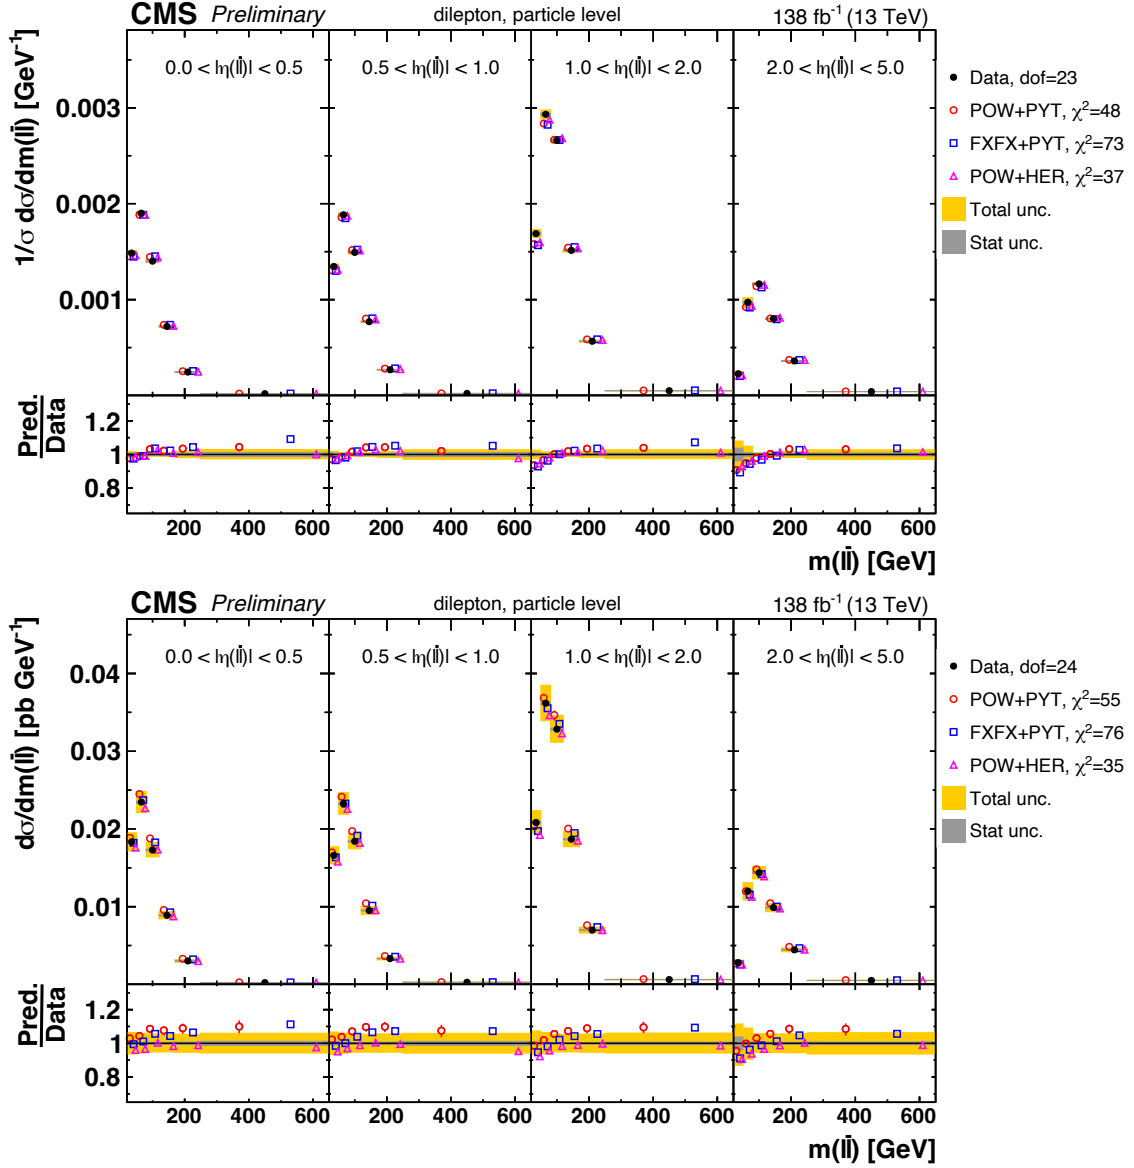 CMS Preliminary dilepton, particle level 138 fb⁻¹ (13 TeV)
0.0 < |η(ll̄)| < 0.5 0.5 < |η(ll̄)| < 1.0 1.0 < |η(ll̄)| < 2.0 2.0 < |η(ll̄)| < 5.0
1/σ dσ/dm(ll̄) [GeV⁻¹]
0.003
0.002
0.001
Data, dof=23
POW+PYT, χ²=48
FXFX+PYT, χ²=73
POW+HER, χ²=37
Total unc.
Stat unc.
Pred.
Data
1.2
1
0.8
200 400 600 200 400 600 200 400 600 200 400 600
m(ll̄) [GeV]
CMS Preliminary dilepton, particle level 138 fb⁻¹ (13 TeV)
0.0 < |η(ll̄)| < 0.5 0.5 < |η(ll̄)| < 1.0 1.0 < |η(ll̄)| < 2.0 2.0 < |η(ll̄)| < 5.0
dσ/dm(ll̄) [pb GeV⁻¹]
0.04
0.03
0.02
0.01
Data, dof=24
POW+PYT, χ²=55
FXFX+PYT, χ²=76
POW+HER, χ²=35
Total unc.
Stat unc.
Pred.
Data
1.2
1
0.8
200 400 600 200 400 600 200 400 600 200 400 600
m(ll̄) [GeV]